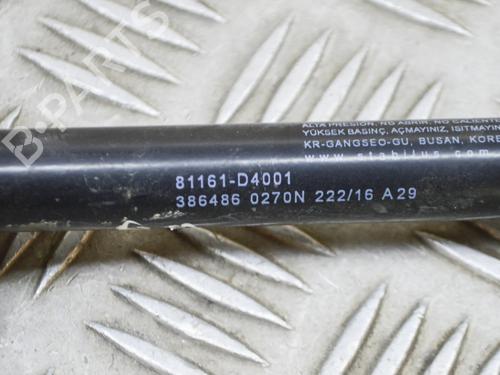 ALTA PRESION, NO ABRIR, NO CALIENTE
YÜKSEK BASINÇ, AÇMAYINIZ, ISITMAYIN
KR-GANGSEO-GU, BUSAN, KORE
www.stabilus.com
81161-D4001
386486 0270N 222/16 A29
B-Parts